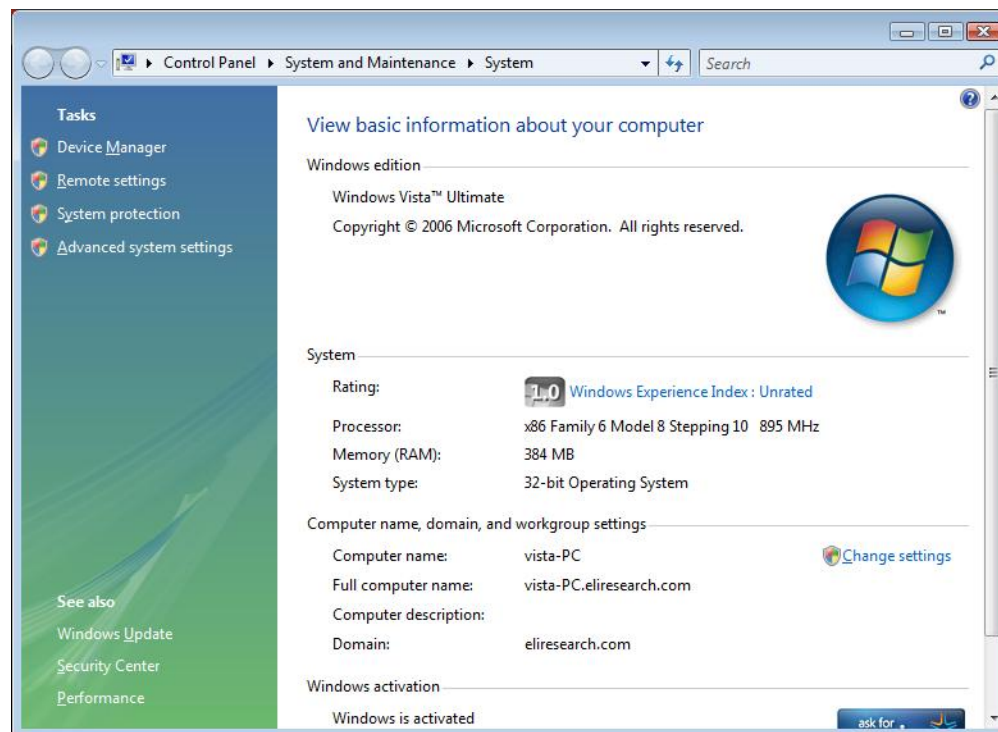 Control Panel ▸ System and Maintenance ▸ System
Search
Tasks
Device Manager
Remote settings
System protection
Advanced system settings
See also
Windows Update
Security Center
Performance
View basic information about your computer
Windows edition
Windows Vista™ Ultimate
Copyright © 2006 Microsoft Corporation. All rights reserved.
TM
System
Rating: 1.0 Windows Experience Index : Unrated
Processor: x86 Family 6 Model 8 Stepping 10 895 MHz
Memory (RAM): 384 MB
System type: 32-bit Operating System
Computer name, domain, and workgroup settings
Computer name: vista-PC Change settings
Full computer name: vista-PC.eliresearch.com
Computer description:
Domain: eliresearch.com
Windows activation
Windows is activated
ask for